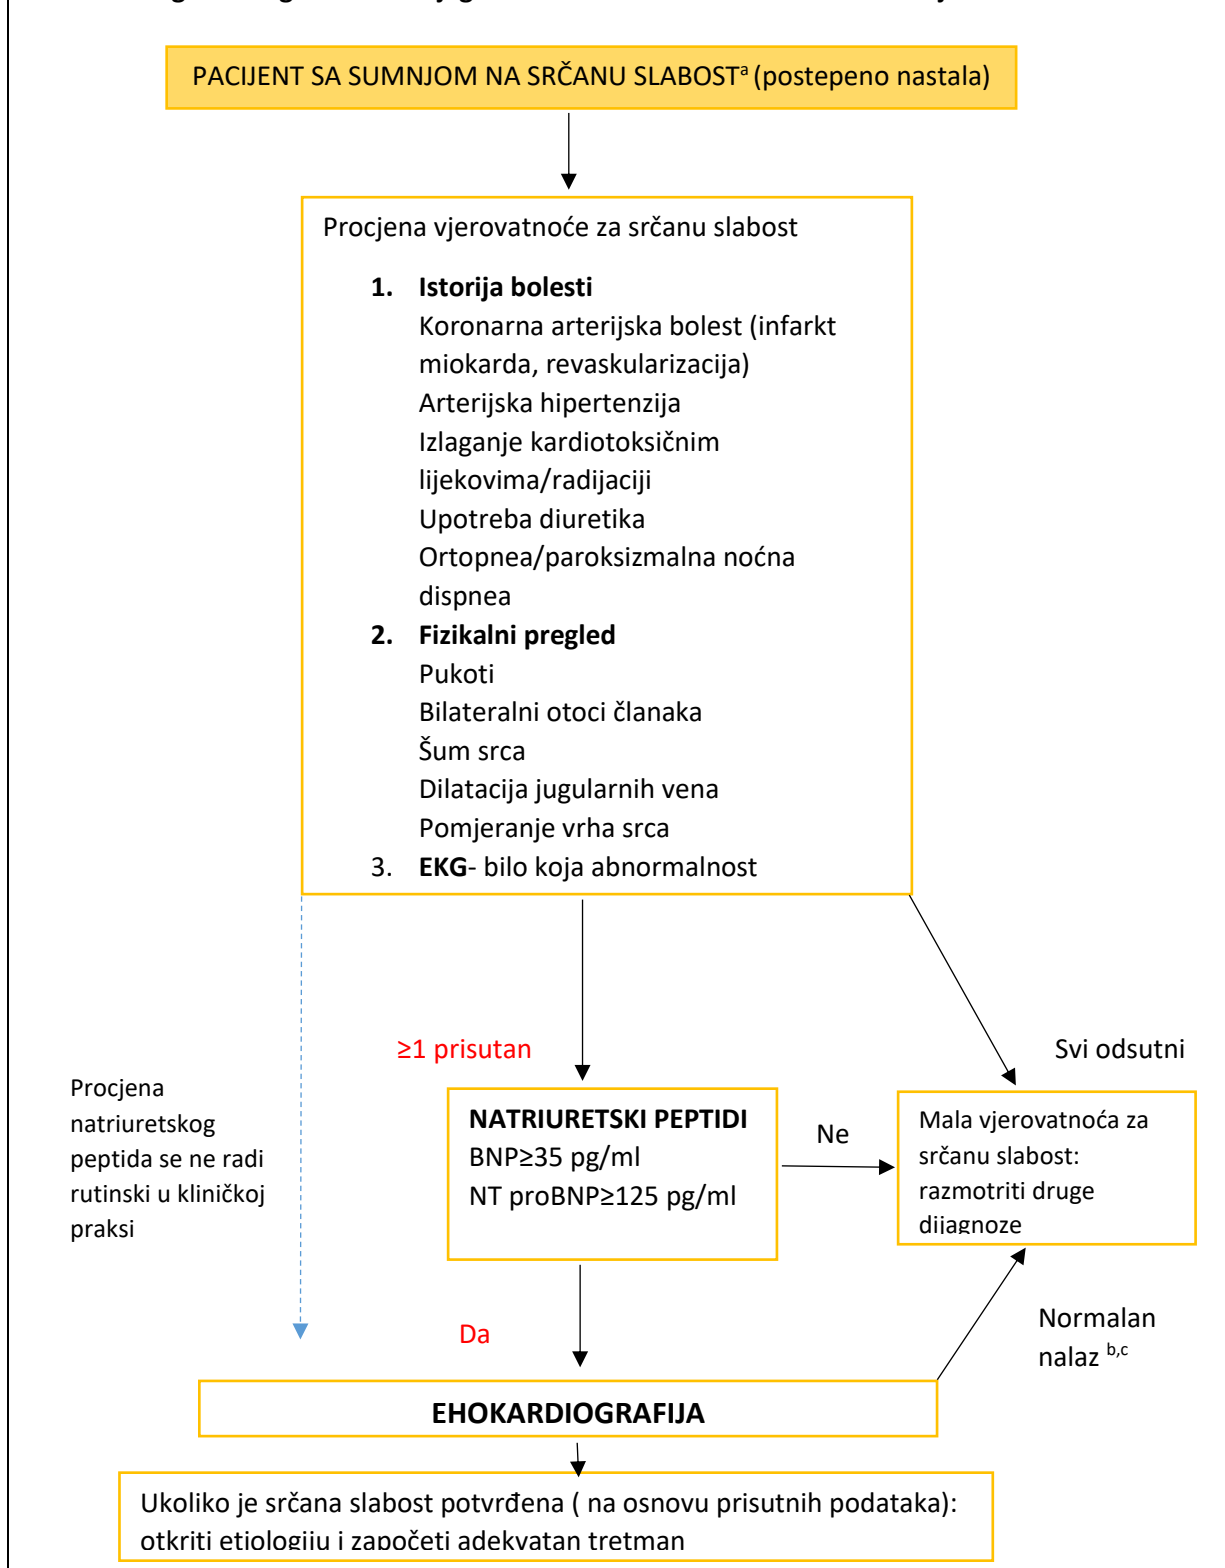 PACIJENT SA SUMNJOM NA SRČANU SLABOSTa (postepeno nastala)
Procjena vjerovatnoće za srčanu slabost
1. Istorija bolesti
Koronarna arterijska bolest (infarkt
miokarda, revaskularizacija)
Arterijska hipertenzija
Izlaganje kardiotoksičnim
lijekovima/radijaciji
Upotreba diuretika
Ortopnea/paroksizmalna noćna
dispnea
2. Fizikalni pregled
Pukoti
Bilateralni otoci članaka
Šum srca
Dilatacija jugularnih vena
Pomjeranje vrha srca
3. EKG- bilo koja abnormalnost
≥1 prisutan
Svi odsutni
Procjena
natriuretskog
peptida se ne radi
rutinski u kliničkoj
praksi
NATRIURETSKI PEPTIDI
BNP≥35 pg/ml
NT proBNP≥125 pg/ml
Ne
Mala vjerovatnoća za
srčanu slabost:
razmotriti druge
dijagnoze
Da
Normalan
nalaz b,c
EHOKARDIOGRAFIJA
Ukoliko je srčana slabost potvrđena ( na osnovu prisutnih podataka):
otkriti etiologiju i započeti adekvatan tretman